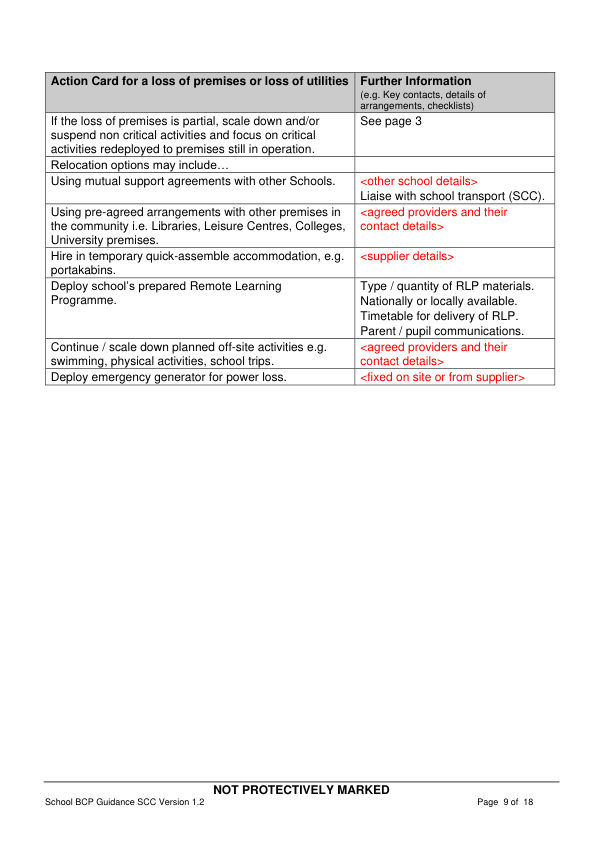 Action Card for a loss of premises or loss of utilities
Further Information
(e.g. Key contacts, details of
arrangements, checklists)
If the loss of premises is partial, scale down and/or
suspend non critical activities and focus on critical
activities redeployed to premises still in operation.
See page 3
Relocation options may include…
Using mutual support agreements with other Schools.
<other school details>
Liaise with school transport (SCC).
Using pre-agreed arrangements with other premises in
the community i.e. Libraries, Leisure Centres, Colleges,
University premises.
<agreed providers and their
contact details>
Hire in temporary quick-assemble accommodation, e.g.
portakabins.
<supplier details>
Deploy school’s prepared Remote Learning
Programme.
Type / quantity of RLP materials.
Nationally or locally available.
Timetable for delivery of RLP.
Parent / pupil communications.
Continue / scale down planned off-site activities e.g.
swimming, physical activities, school trips.
<agreed providers and their
contact details>
Deploy emergency generator for power loss.
<fixed on site or from supplier>
NOT PROTECTIVELY MARKED
School BCP Guidance SCC Version 1.2
Page 9 of 18